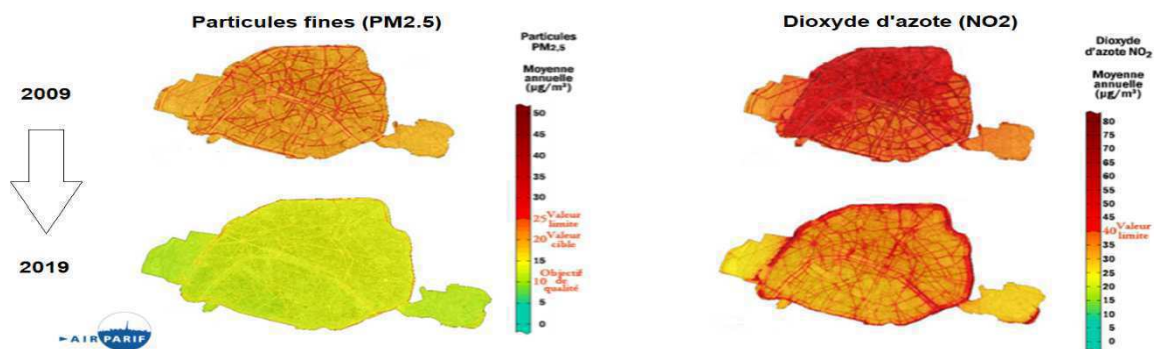 Particules fines (PM2.5)
Dioxyde d'azote (NO2)
2009
2019
Particules
PM2,5
Moyenne
annuelle
(µg/m³)
50
45
40
35
30
25 Valeur
limite
20 Valeur
cible
15
10 Objectif
de
qualité
5
0
Dioxyde
d'azote NO2
Moyenne
annuelle
(µg/m³)
80
75
70
65
60
55
50
45
40 Valeur
limite
35
30
25
20
15
10
5
0
AIRPARIF